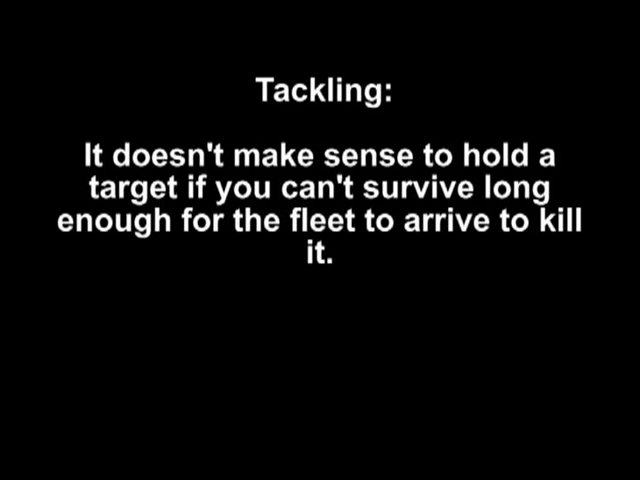 Tackling:
It doesn't make sense to hold a
target if you can't survive long
enough for the fleet to arrive to kill
it.